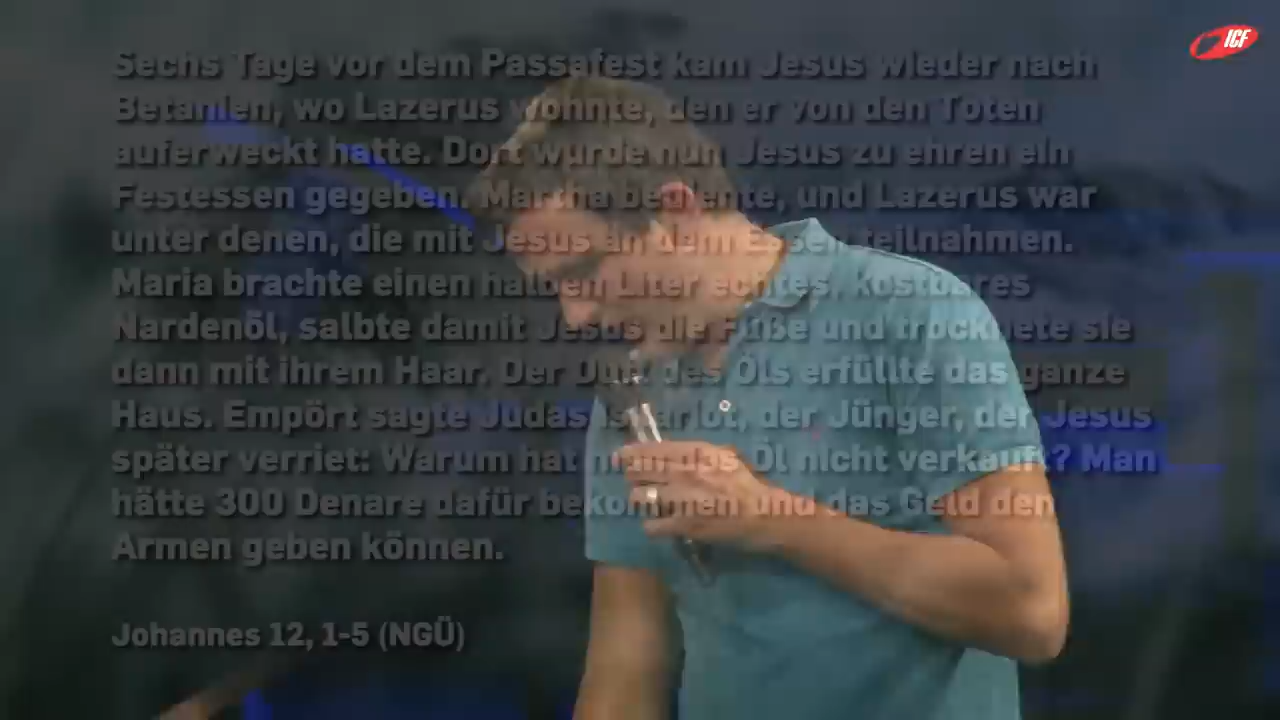 ICF
Sechs Tage vor dem Passafest kam Jesus wieder nach
Betanien, wo Lazerus wohnte, den er von den Toten
auferweckt hatte. Dort wurde nun Jesus zu ehren ein
Festessen gegeben. Martha bediente, und Lazerus war
unter denen, die mit Jesus an dem Essen teilnahmen.
Maria brachte einen halben Liter echtes, kostbares
Nardenöl, salbte damit Jesus die Füße und trocknete sie
dann mit ihrem Haar. Der Duft des Öls erfüllte das ganze
Haus. Empört sagte Judas Iskariot, der Jünger, der Jesus
später verriet: Warum hat man das Öl nicht verkauft? Man
hätte 300 Denare dafür bekommen und das Geld den
Armen geben können.
Johannes 12, 1-5 (NGÜ)